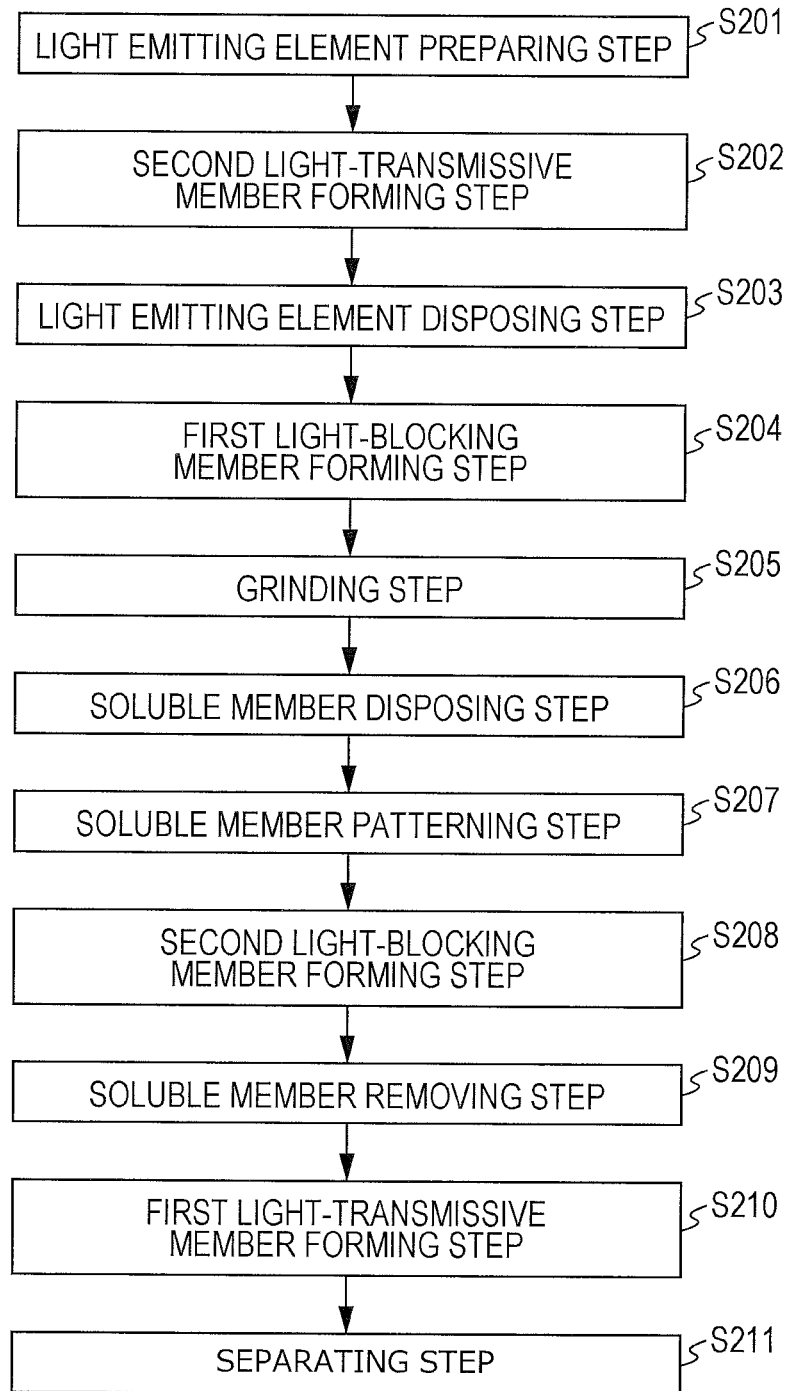 LIGHT EMITTING ELEMENT PREPARING STEP
S201
SECOND LIGHT-TRANSMISSIVE
MEMBER FORMING STEP
S202
LIGHT EMITTING ELEMENT DISPOSING STEP
S203
FIRST LIGHT-BLOCKING
MEMBER FORMING STEP
S204
GRINDING STEP
S205
SOLUBLE MEMBER DISPOSING STEP
S206
SOLUBLE MEMBER PATTERNING STEP
S207
SECOND LIGHT-BLOCKING
MEMBER FORMING STEP
S208
SOLUBLE MEMBER REMOVING STEP
S209
FIRST LIGHT-TRANSMISSIVE
MEMBER FORMING STEP
S210
SEPARATING STEP
S211